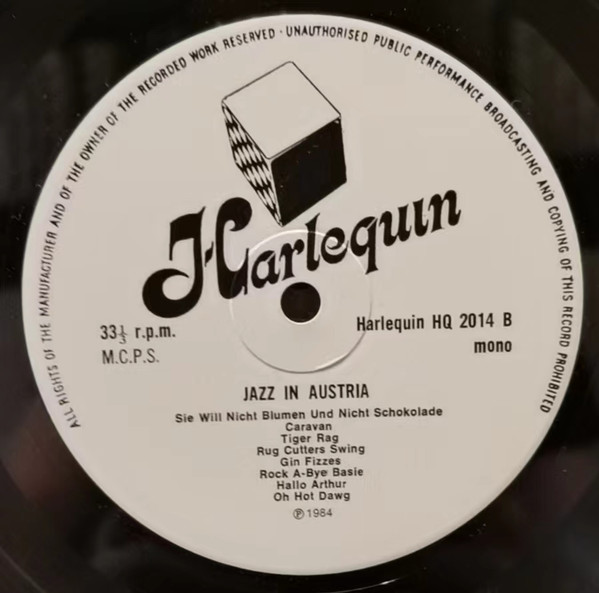 ALL RIGHTS OF THE MANUFACTURER AND OF THE OWNER OF THE RECORDED WORK RESERVED · UNAUTHORISED PUBLIC PERFORMANCE BROADCASTING AND COPYING OF THIS RECORD PROHIBITED
Harlequin
33⅓ r.p.m.
M.C.P.S.
Harlequin HQ 2014 B
mono
JAZZ IN AUSTRIA
Sie Will Nicht Blumen Und Nicht Schokolade
Caravan
Tiger Rag
Rug Cutters Swing
Gin Fizzes
Rock A-Bye Basie
Hallo Arthur
Oh Hot Dawg
℗ 1984